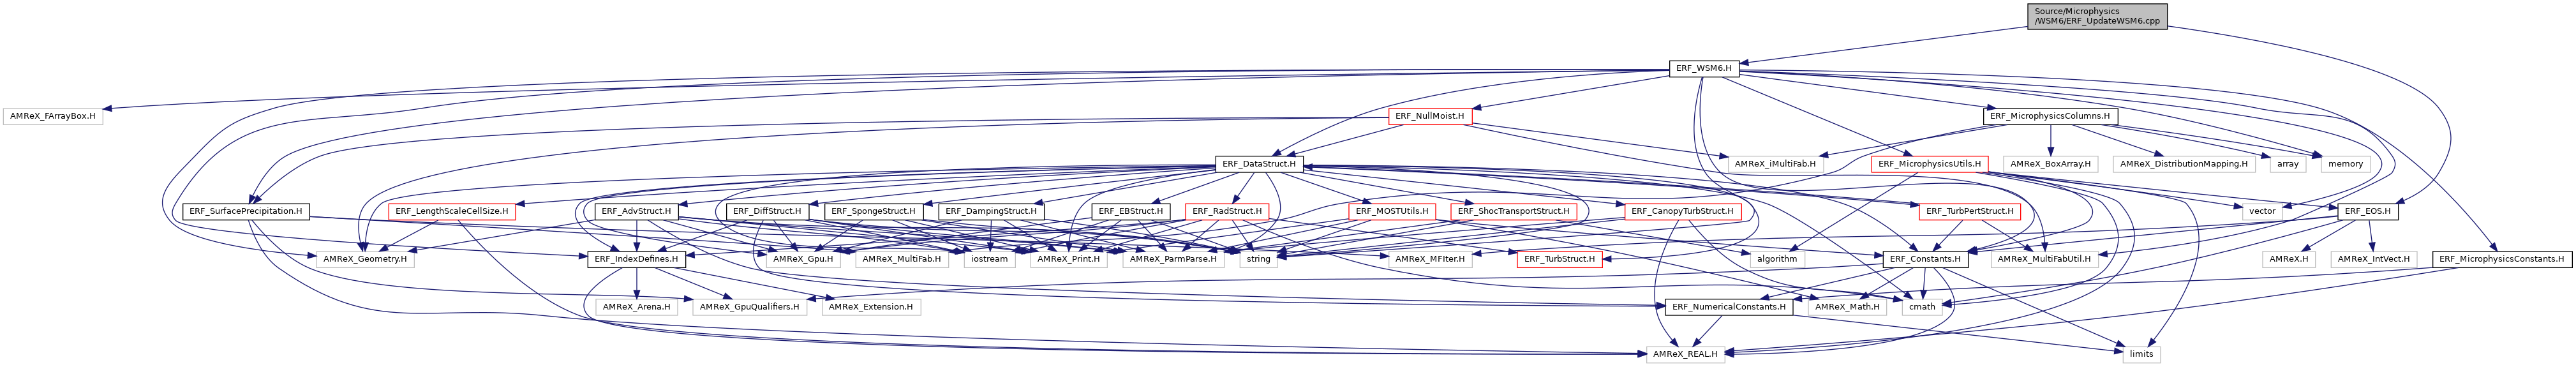 Source/Microphysics
/WSM6/ERF_UpdateWSM6.cpp
ERF_WSM6.H
AMReX_FArrayBox.H
ERF_NullMoist.H
ERF_MicrophysicsColumns.H
ERF_DataStruct.H
AMReX_iMultiFab.H
ERF_MicrophysicsUtils.H
AMReX_BoxArray.H
AMReX_DistributionMapping.H
array
memory
ERF_SurfacePrecipitation.H
ERF_LengthScaleCellSize.H
ERF_AdvStruct.H
ERF_DiffStruct.H
ERF_SpongeStruct.H
ERF_DampingStruct.H
ERF_EBStruct.H
ERF_RadStruct.H
ERF_MOSTUtils.H
ERF_ShocTransportStruct.H
ERF_CanopyTurbStruct.H
ERF_TurbPertStruct.H
vector
ERF_EOS.H
AMReX_Geometry.H
ERF_IndexDefines.H
AMReX_Gpu.H
AMReX_MultiFab.H
iostream
AMReX_Print.H
AMReX_ParmParse.H
string
AMReX_MFIter.H
ERF_TurbStruct.H
algorithm
ERF_Constants.H
AMReX_MultiFabUtil.H
AMReX.H
AMReX_IntVect.H
ERF_MicrophysicsConstants.H
AMReX_Arena.H
AMReX_GpuQualifiers.H
AMReX_Extension.H
ERF_NumericalConstants.H
AMReX_Math.H
cmath
AMReX_REAL.H
limits